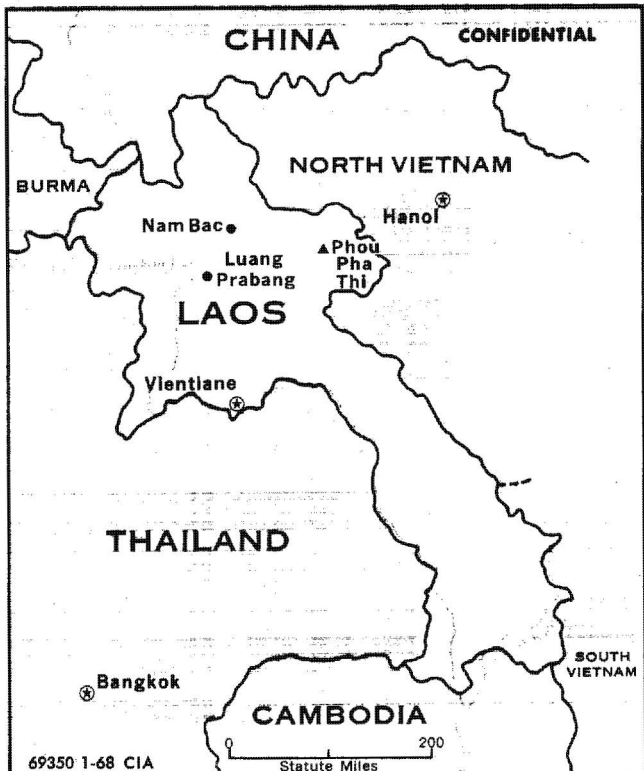 CHINA
CONFIDENTIAL
NORTH VIETNAM
BURMA
Hanoi
Nam Bac
Phou
Pha
Thi
Luang
Prabang
LAOS
Vientiane
THAILAND
SOUTH
VIETNAM
Bangkok
CAMBODIA
0 200
Statute Miles
69350 1-68 CIA